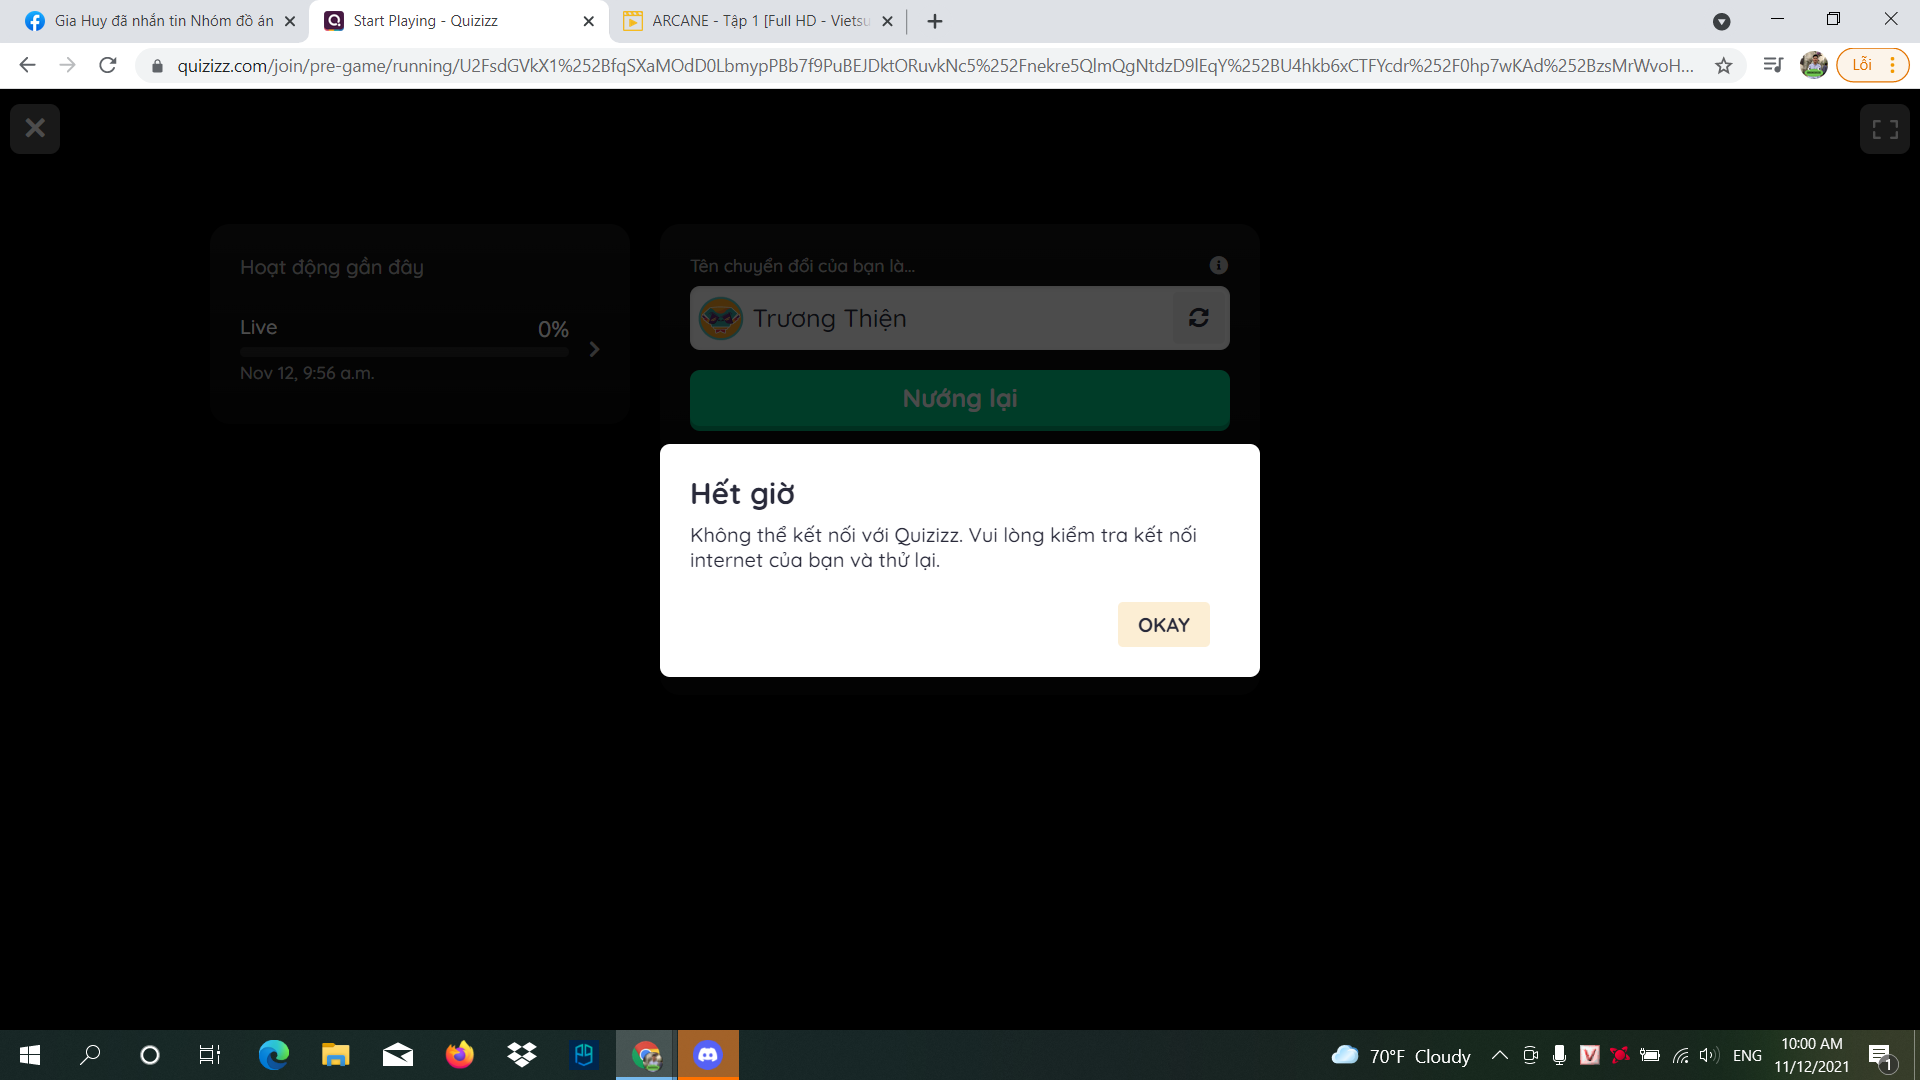 Gia Huy đã nhắn tin Nhóm đồ án
Start Playing - Quizizz
ARCANE - Tập 1 [Full HD - Vietsu
quizizz.com/join/pre-game/running/U2FsdGVkX1%252BfqSXaMOdD0LbmypPBb7f9PuBEJDktORuvkNc5%252Fnekre5QlmQgNtdzD9lEqY%252BU4hkb6xCTFYcdr%252F0hp7wKAd%252BzsMrWvoH...
Lỗi
Hoạt động gần đây
Live
0%
Nov 12, 9:56 a.m.
Tên chuyển đổi của bạn là...
Trương Thiện
Nướng lại
Hết giờ
Không thể kết nối với Quizizz. Vui lòng kiểm tra kết nối
internet của bạn và thử lại.
OKAY
70°F Cloudy
ENG
10:00 AM
11/12/2021
1